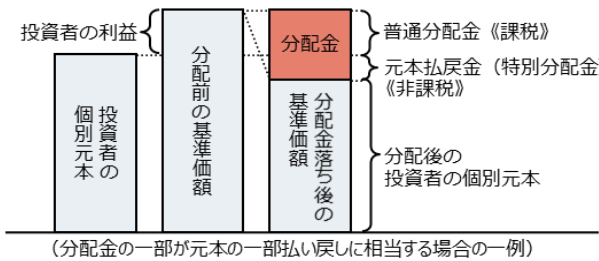 投資者の利益
投資者の
個別元本
分配前の基準価額
分配金
分配金落ち後の
基準価額
普通分配金《課税》
元本払戻金（特別分配金
《非課税》
分配後の
投資者の個別元本
（分配金の一部が元本の一部払い戻しに相当する場合の一例）